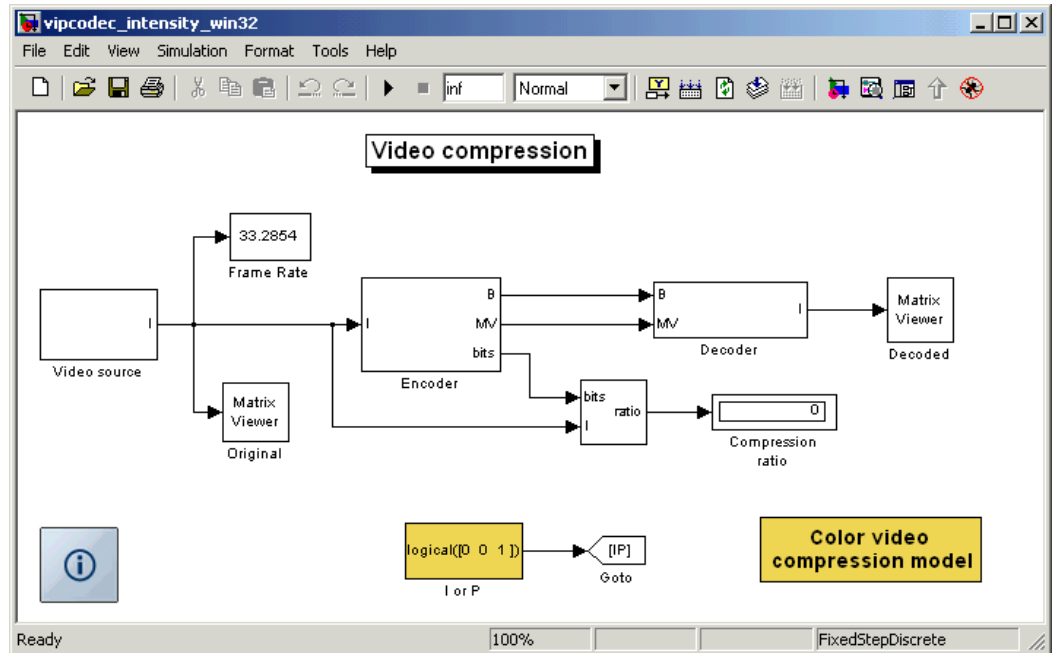 vipcodec_intensity_win32
File Edit View Simulation Format Tools Help
inf Normal
Video compression
33.2854
Frame Rate
I
Video source
Matrix
Viewer
Original
I
B
MV
bits
Encoder
B
MV
I
Decoder
Matrix
Viewer
Decoded
bits
I
ratio
0
Compression
ratio
logical([0 0 1 ])
I or P
[IP]
Goto
Color video
compression model
Ready 100% FixedStepDiscrete